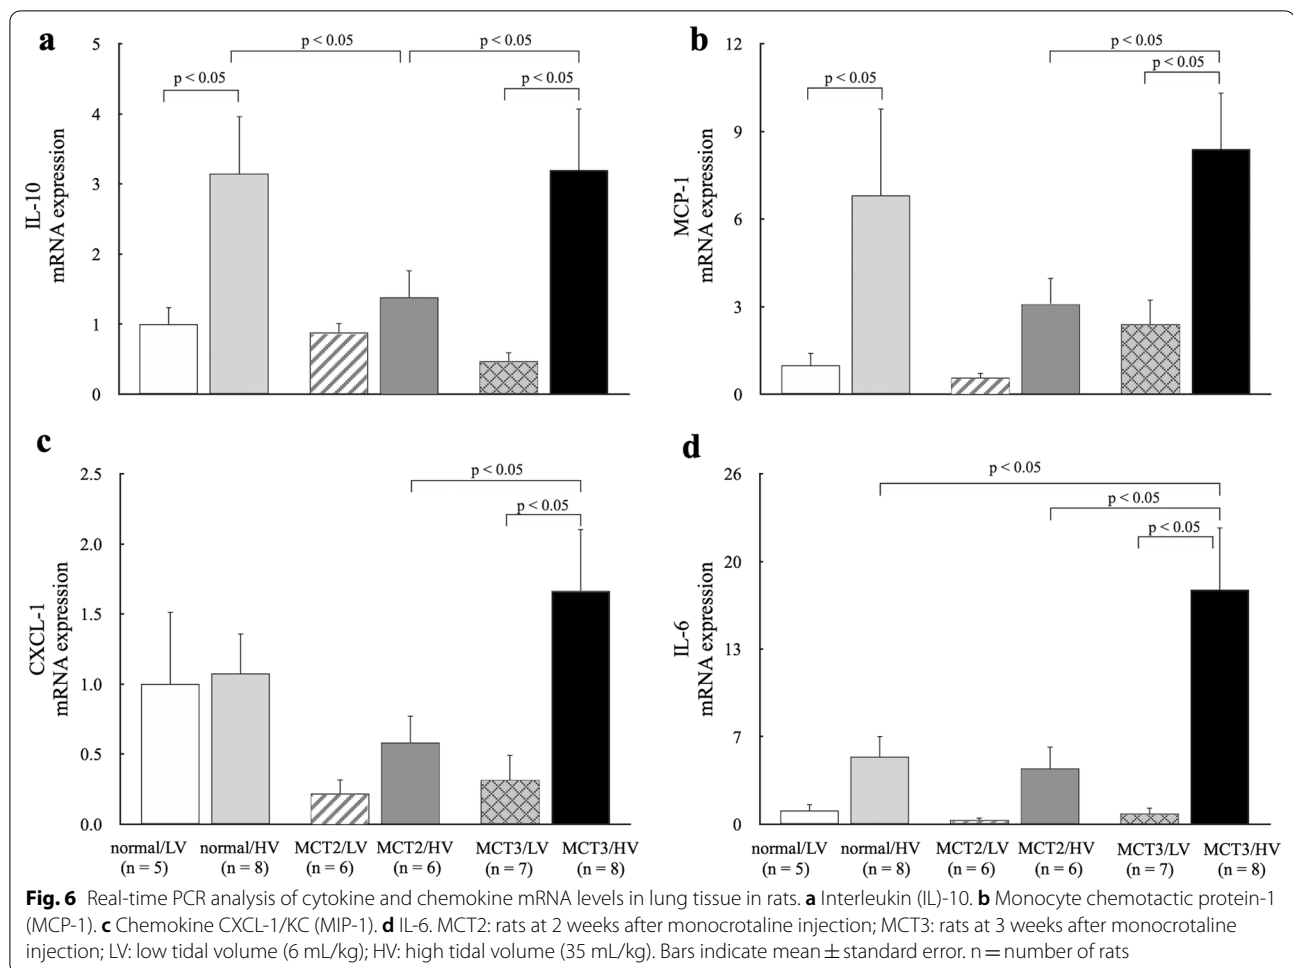 a
5
4
3
2
1
0
IL-10
mRNA expression
p < 0.05
p < 0.05
p < 0.05
p < 0.05
b
12
9
6
3
0
MCP-1
mRNA expression
p < 0.05
p < 0.05
p < 0.05
c
2.5
2.0
1.5
1.0
0.5
0.0
CXCL-1
mRNA expression
p < 0.05
p < 0.05
normal/LV
(n = 5)
normal/HV
(n = 8)
MCT2/LV
(n = 6)
MCT2/HV
(n = 6)
MCT3/LV
(n = 7)
MCT3/HV
(n = 8)
d
26
20
13
7
0
IL-6
mRNA expression
p < 0.05
p < 0.05
p < 0.05
normal/LV
(n = 5)
normal/HV
(n = 8)
MCT2/LV
(n = 6)
MCT2/HV
(n = 6)
MCT3/LV
(n = 7)
MCT3/HV
(n = 8)
Fig. 6 Real-time PCR analysis of cytokine and chemokine mRNA levels in lung tissue in rats. a Interleukin (IL)-10. b Monocyte chemotactic protein-1
(MCP-1). c Chemokine CXCL-1/KC (MIP-1). d IL-6. MCT2: rats at 2 weeks after monocrotaline injection; MCT3: rats at 3 weeks after monocrotaline
injection; LV: low tidal volume (6 mL/kg); HV: high tidal volume (35 mL/kg). Bars indicate mean ± standard error. n = number of rats